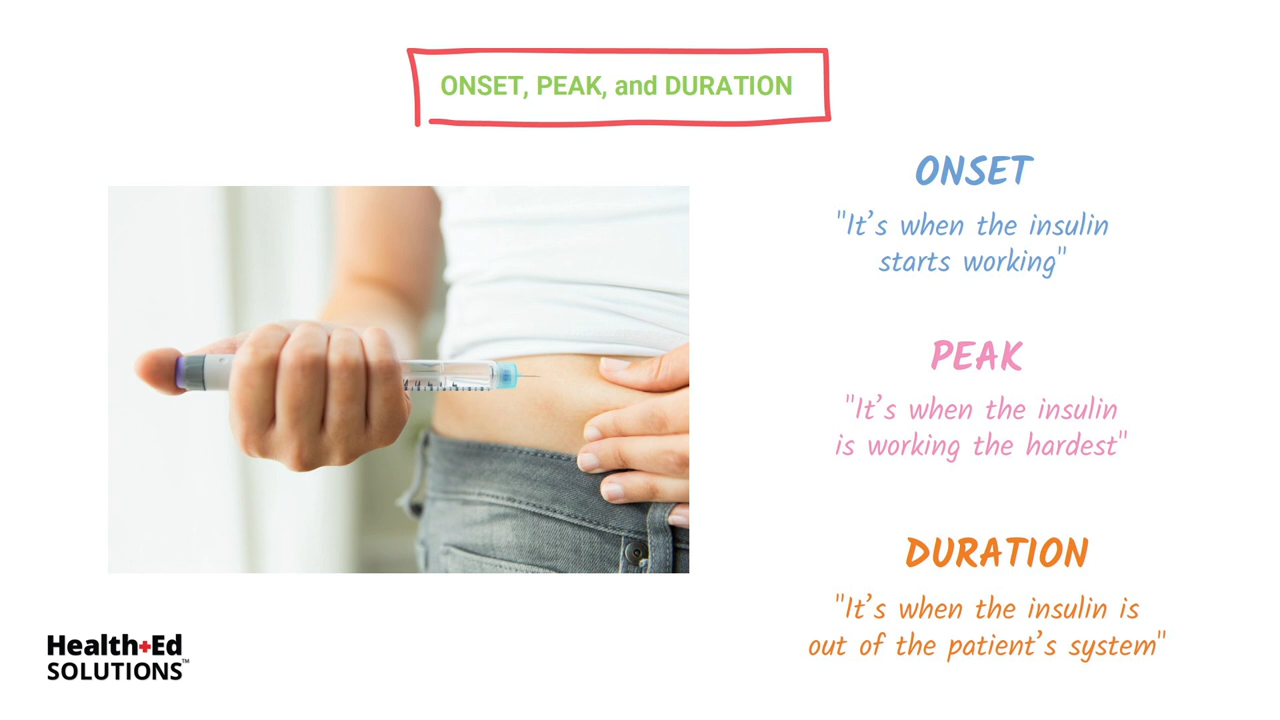 ONSET, PEAK, and DURATION
ONSET
"It’s when the insulin
starts working"
PEAK
"It’s when the insulin
is working the hardest"
DURATION
"It’s when the insulin is
out of the patient’s system"
Health+Ed
SOLUTIONS™